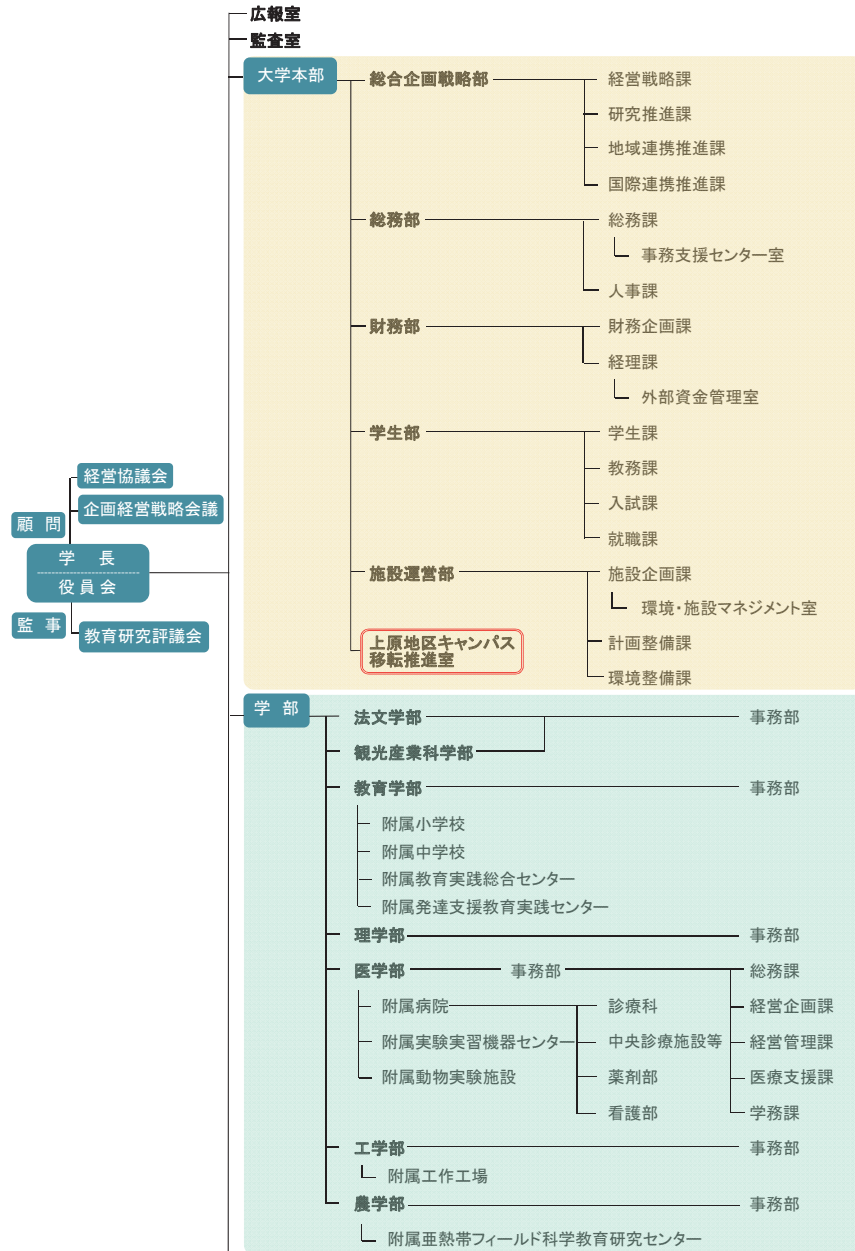 広報室
監査室
大学本部
総合企画戦略部
経営戦略課
研究推進課
地域連携推進課
国際連携推進課
総務部
総務課
事務支援センター室
人事課
財務部
財務企画課
経理課
外部資金管理室
学生部
学生課
教務課
入試課
就職課
経営協議会
企画経営戦略会議
顧 問
学 長
役員会
監 事
教育研究評議会
施設運営部
施設企画課
環境・施設マネジメント室
計画整備課
環境整備課
上原地区キャンパス
移転推進室
学 部
法文学部 事務部
観光産業科学部
教育学部 事務部
附属小学校
附属中学校
附属教育実践総合センター
附属発達支援教育実践センター
理学部 事務部
医学部 事務部 総務課
附属病院 診療科 経営企画課
附属実験実習機器センター 中央診療施設等 経営管理課
附属動物実験施設 薬剤部 医療支援課
看護部 学務課
工学部 事務部
附属工作工場
農学部 事務部
附属亜熱帯フィールド科学教育研究センター